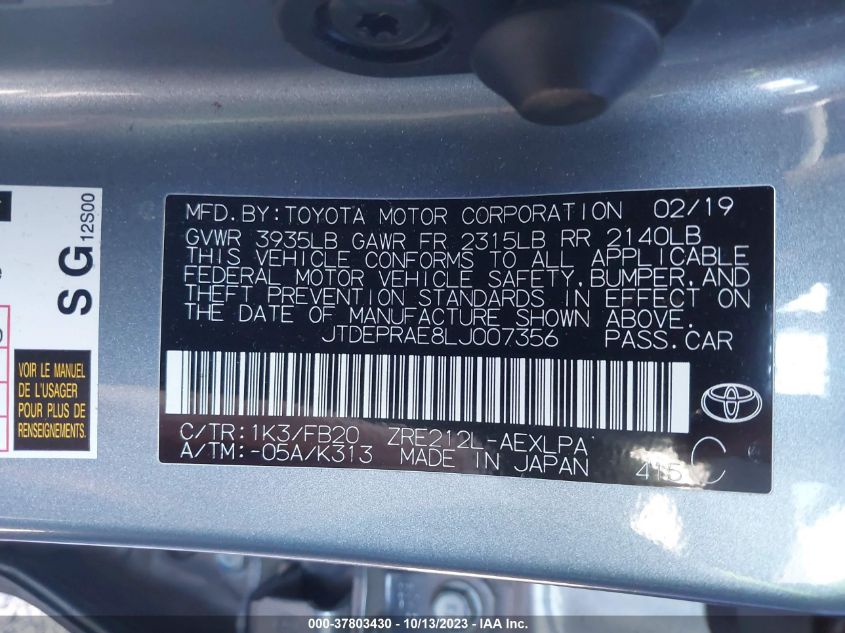 MFD.BY:TOYOTA MOTOR CORPORATION 02/19
GVWR 3935LB GAWR FR 2315LB RR 2140LB
THIS VEHICLE CONFORMS TO ALL APPLICABLE
FEDERAL MOTOR VEHICLE SAFETY,BUMPER,AND
THEFT PREVENTION STANDARDS IN EFFECT ON
THE DATE OF MANUFACTURE SHOWN ABOVE.
JTDEPRAE8LJ007356 PASS.CAR
C/TR:1K3/FB20 ZRE212L-AEXLPA
A/TM:-05A/K313 MADE IN JAPAN 415 C
SG 12S00
VOIR LE MANUEL
DE L'USAGER
POUR PLUS DE
RENSEIGNEMENTS.
000-37803430 - 10/13/2023 - IAA Inc.